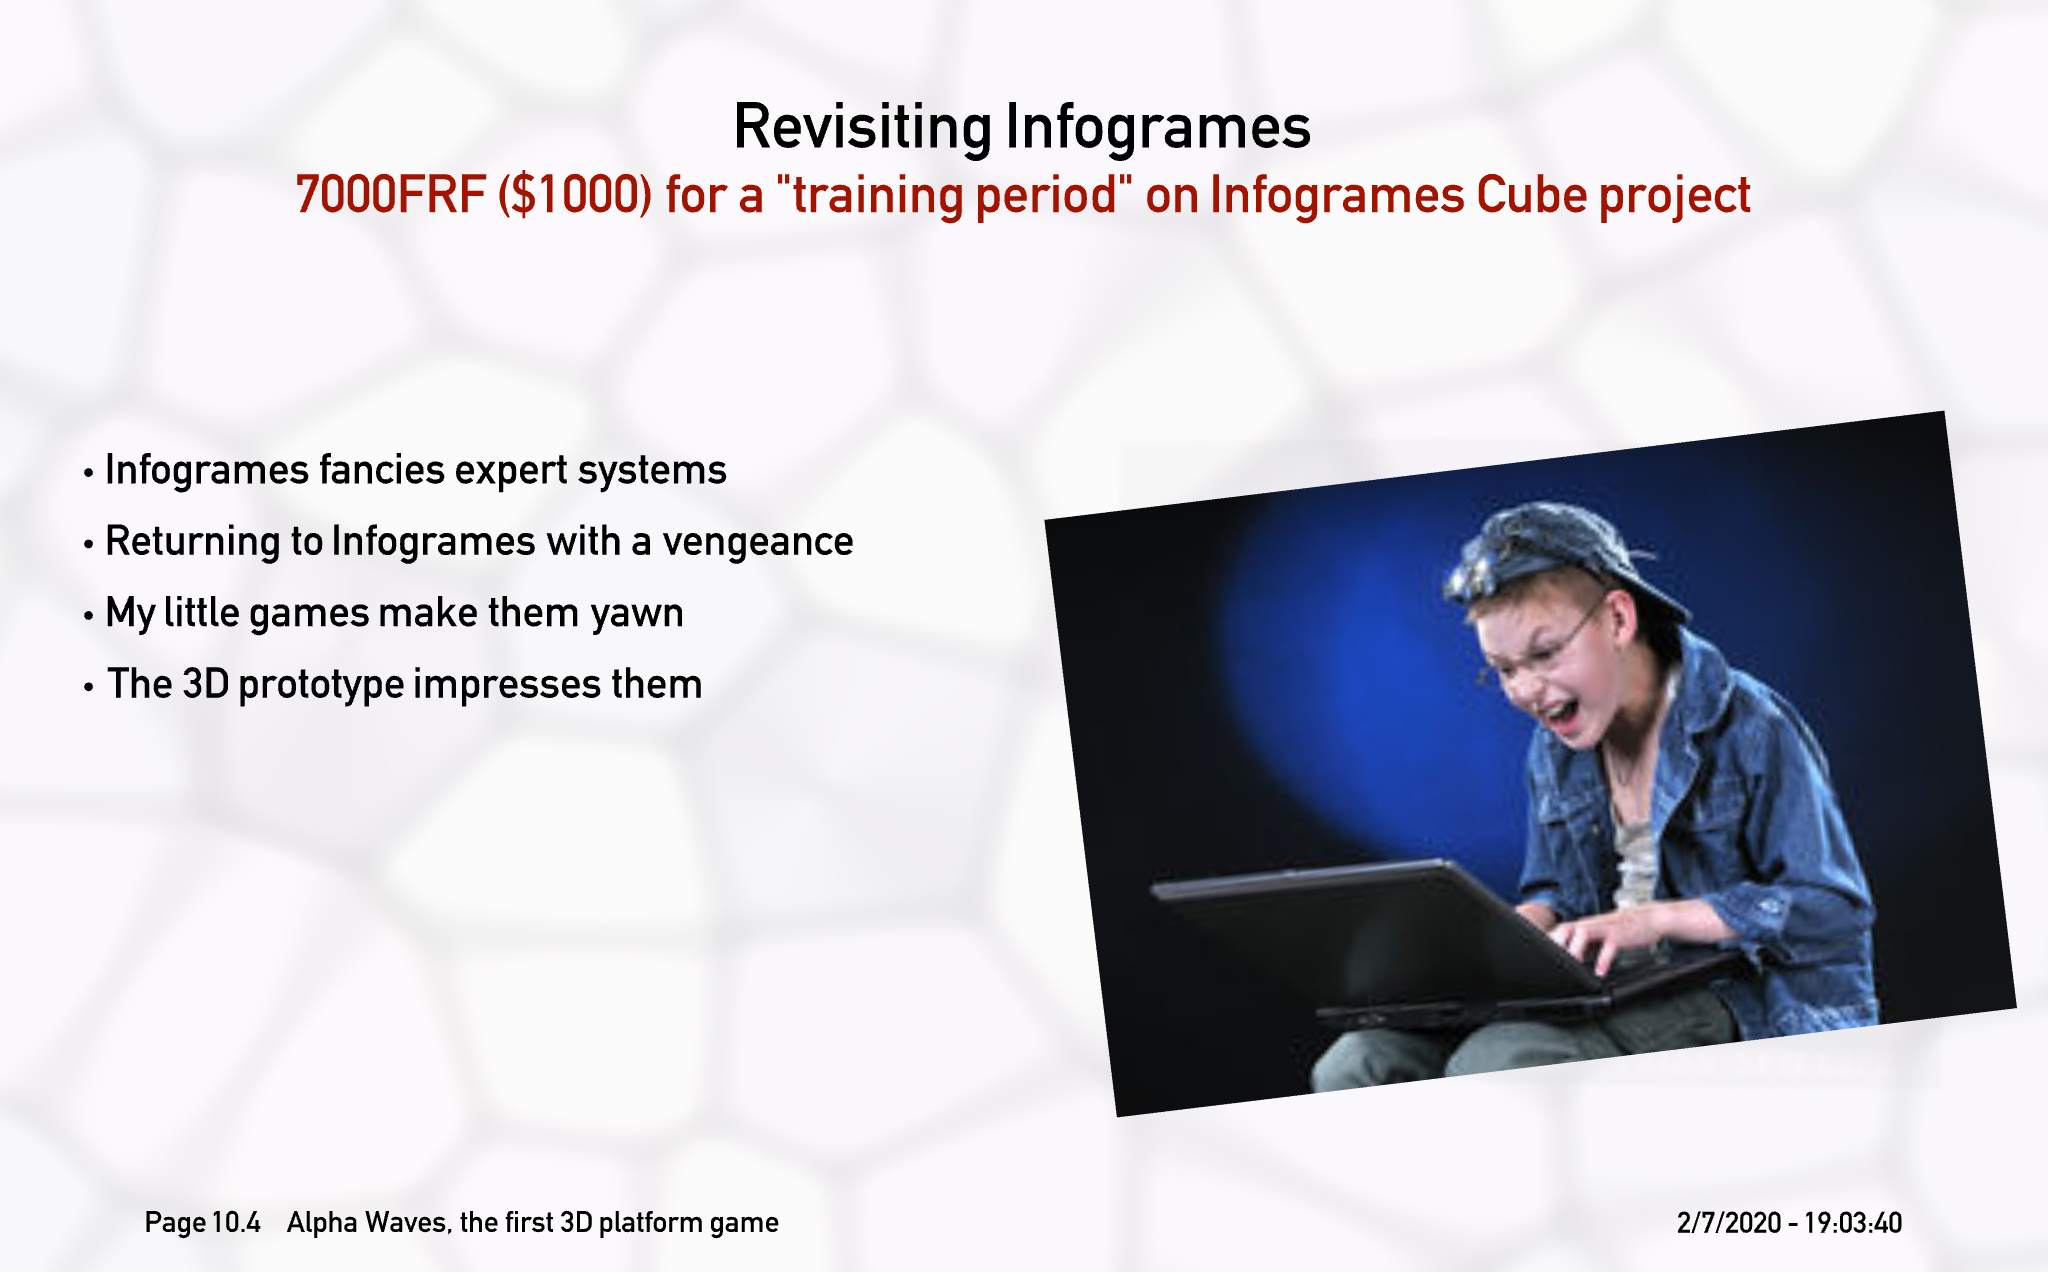 Revisiting Infogrames
7000FRF ($1000) for a "training period" on Infogrames Cube project
• Infogrames fancies expert systems
• Returning to Infogrames with a vengeance
• My little games make them yawn
• The 3D prototype impresses them
Page 10.4 Alpha Waves, the first 3D platform game
2/7/2020 - 19:03:40